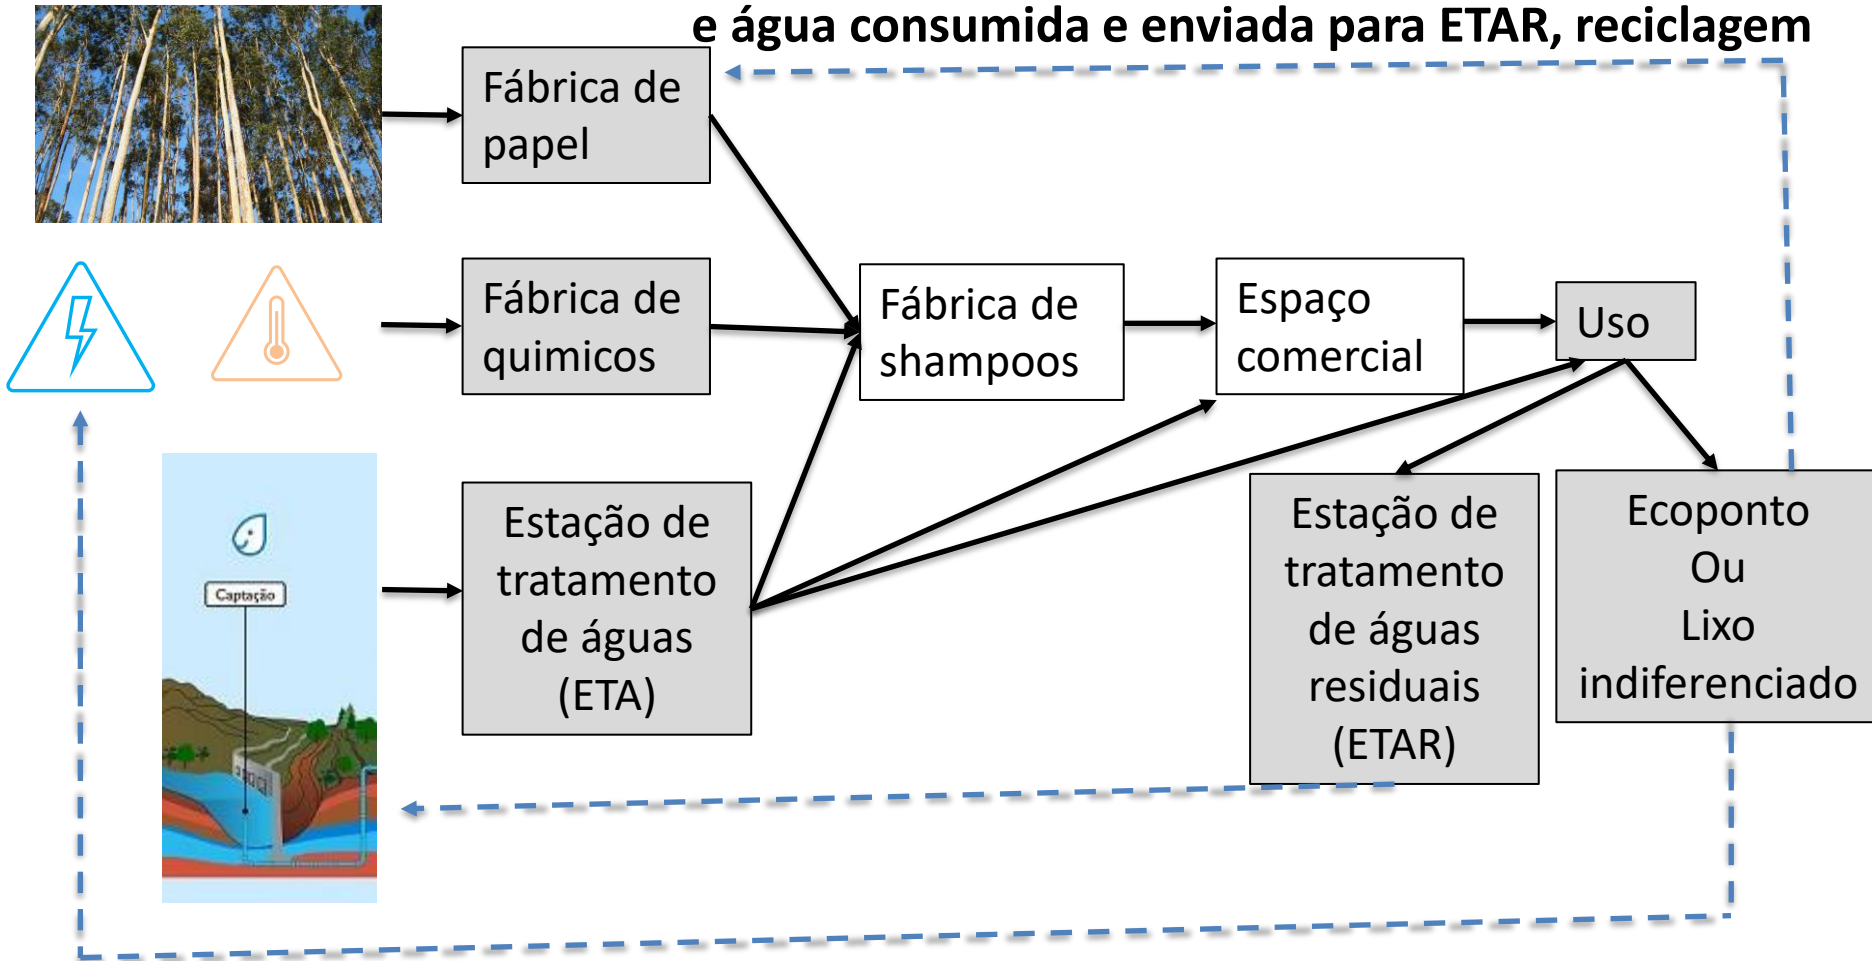 e água consumida e enviada para ETAR, reciclagem
Fábrica de
papel
Fábrica de
quimicos
Fábrica de
shampoos
Espaço
comercial
Uso
Captação
Estação de
tratamento
de águas
(ETA)
Estação de
tratamento
de águas
residuais
(ETAR)
Ecoponto
Ou
Lixo
indiferenciado